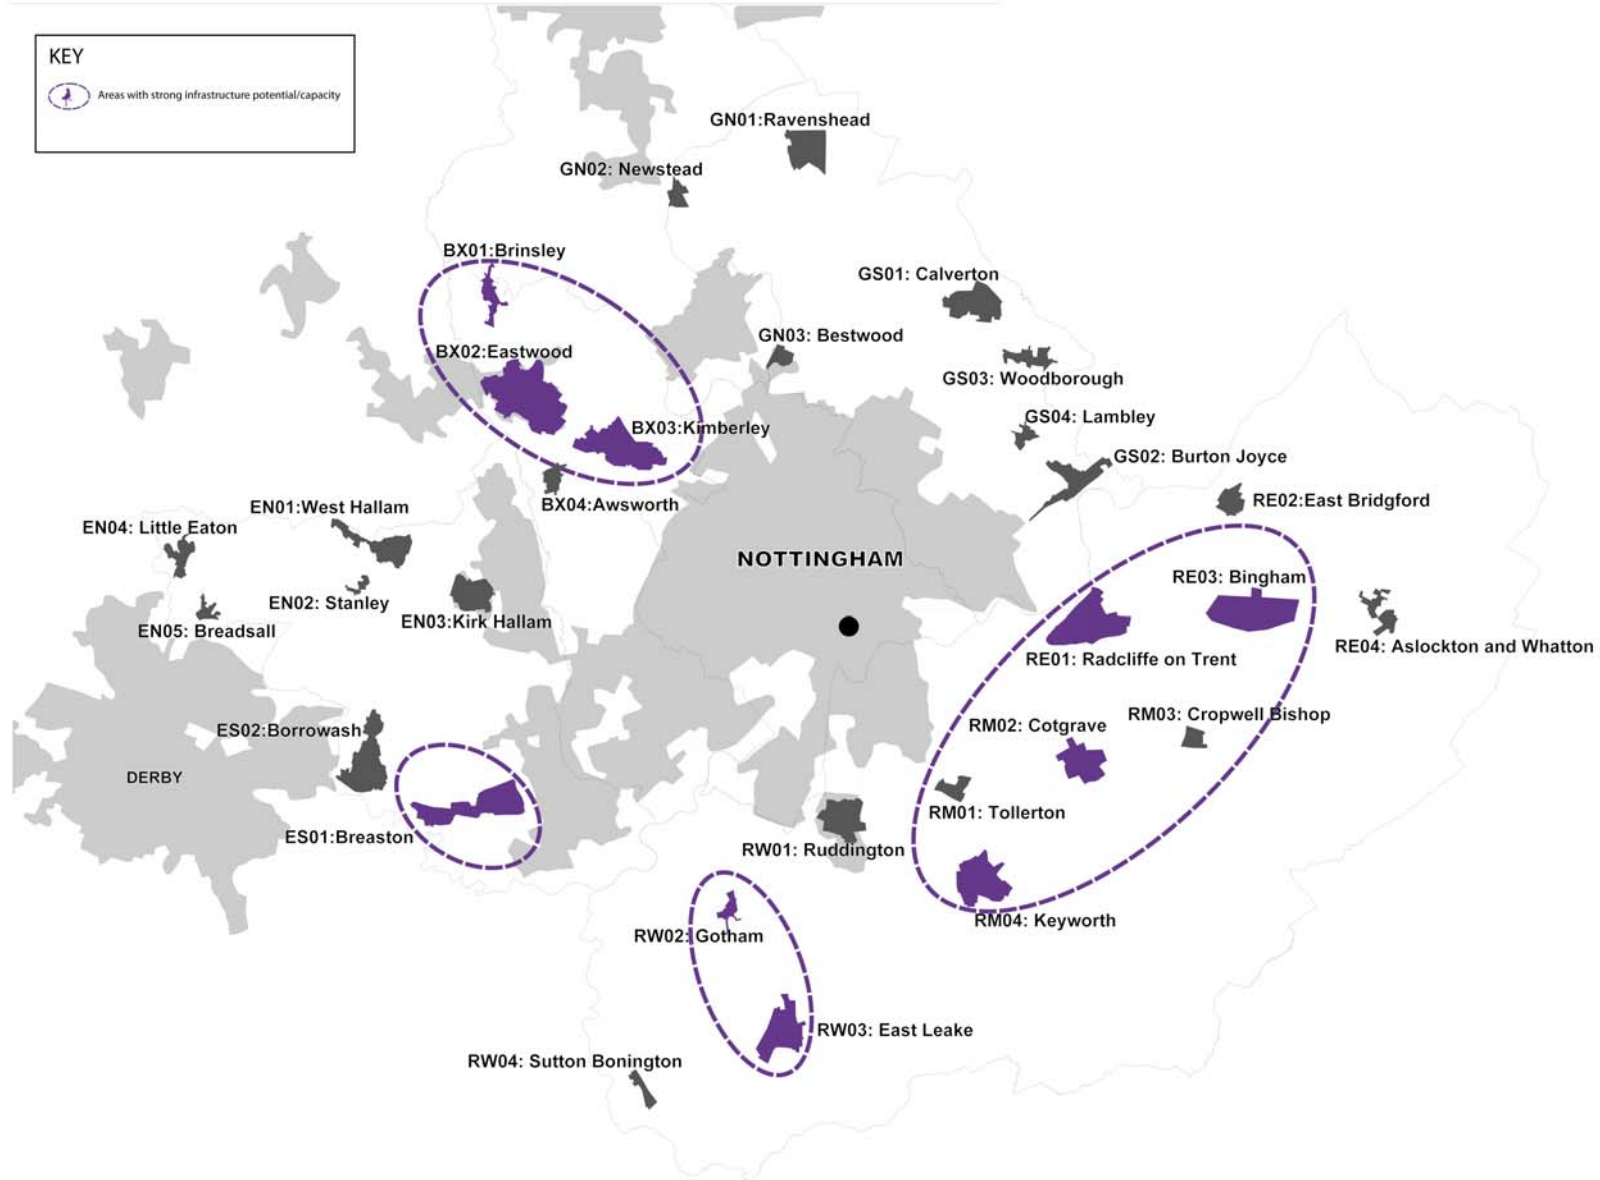 KEY
Areas with strong infrastructure potential/capacity
GN01:Ravenshead
GN02: Newstead
BX01:Brinsley
GS01: Calverton
GN03: Bestwood
BX02:Eastwood
GS03: Woodborough
GS04: Lambley
BX03:Kimberley
GS02: Burton Joyce
RE02:East Bridgford
BX04:Awsworth
EN01:West Hallam
EN04: Little Eaton
NOTTINGHAM
RE03: Bingham
EN02: Stanley
EN03:Kirk Hallam
EN05: Breadsall
RE04: Aslockton and Whatton
RE01: Radcliffe on Trent
RM03: Cropwell Bishop
RM02: Cotgrave
ES02:Borrowash
DERBY
RM01: Tollerton
ES01:Breaston
RW01: Ruddington
RM04: Keyworth
RW02: Gotham
RW03: East Leake
RW04: Sutton Bonington